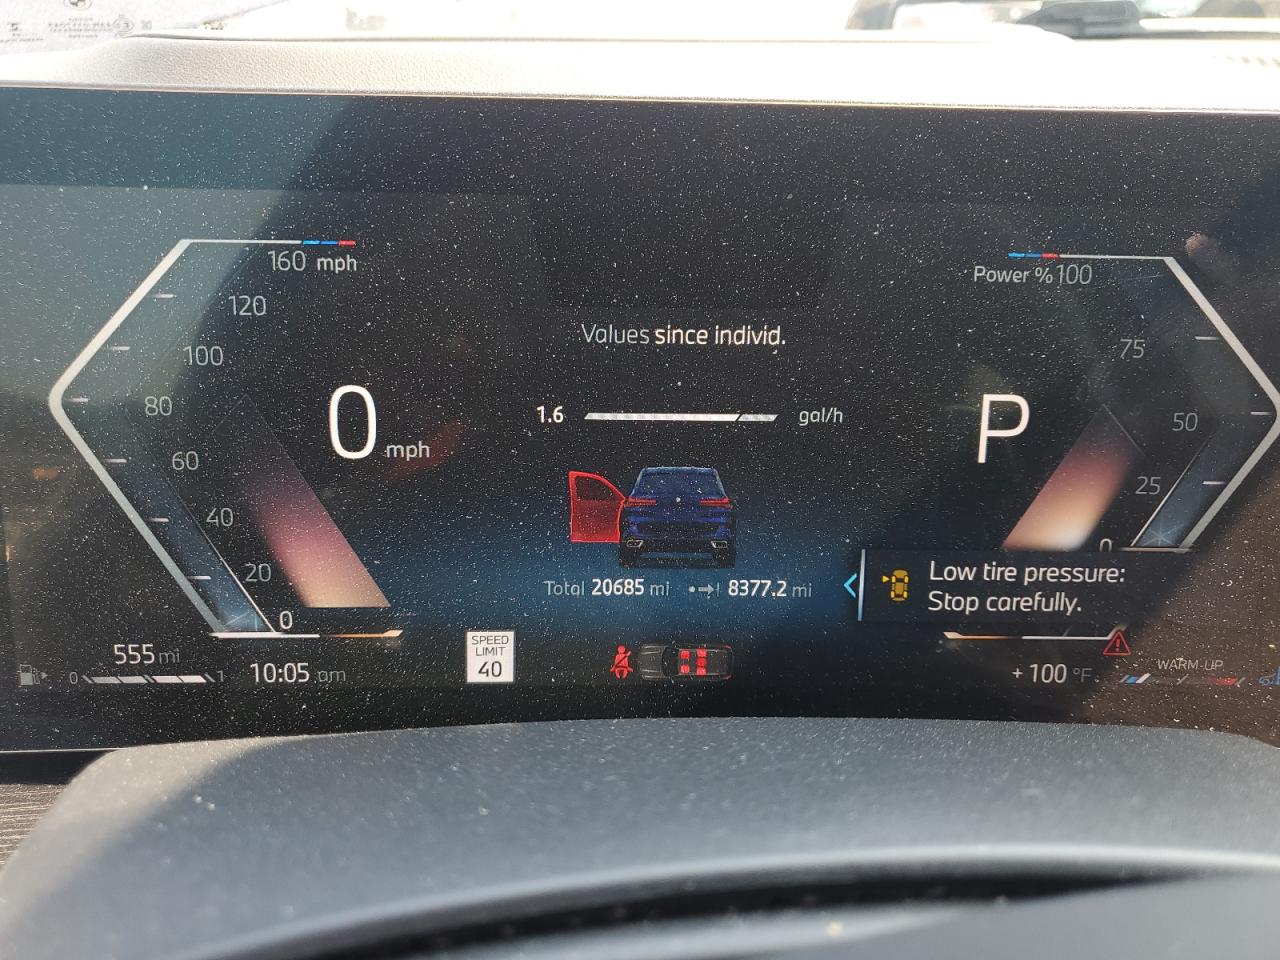 160 mph
120
100
80
60
40
20
0
0 mph
Values since individ.
1.6 gal/h
Total 20685 mi 8377.2 mi
Power % 100
75
50
25
0
P
Low tire pressure:
Stop carefully.
555 mi
0 1
10:05 am
SPEED
LIMIT
40
+100 °F
WARM-UP